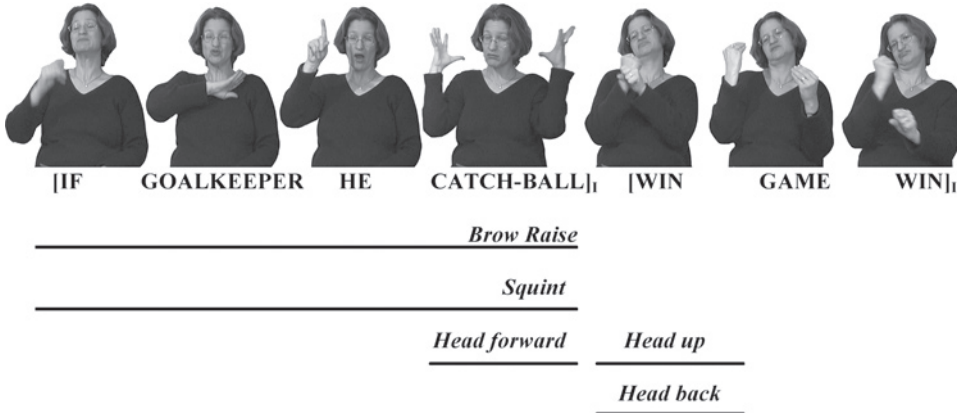 [IF GOALKEEPER HE CATCH-BALL]I [WIN GAME WIN]I
Brow Raise
Squint
Head forward Head up
Head back